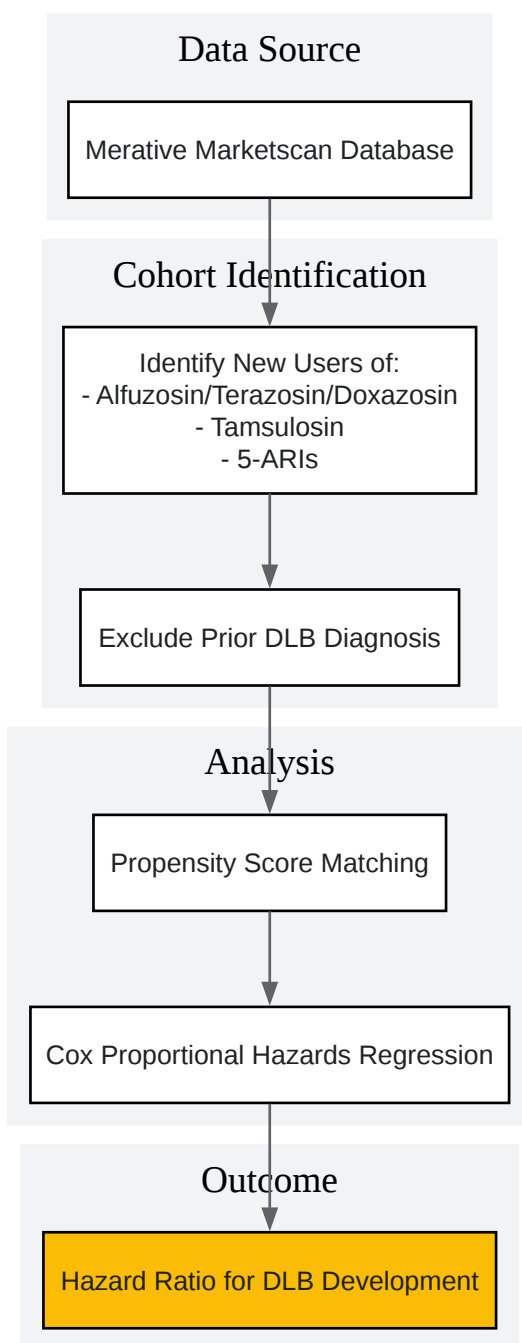 Data Source
Merative Marketscan Database
Cohort Identification
Identify New Users of:
- Alfuzosin/Terazosin/Doxazosin
- Tamsulosin
- 5-ARIs
Exclude Prior DLB Diagnosis
Analysis
Propensity Score Matching
Cox Proportional Hazards Regression
Outcome
Hazard Ratio for DLB Development